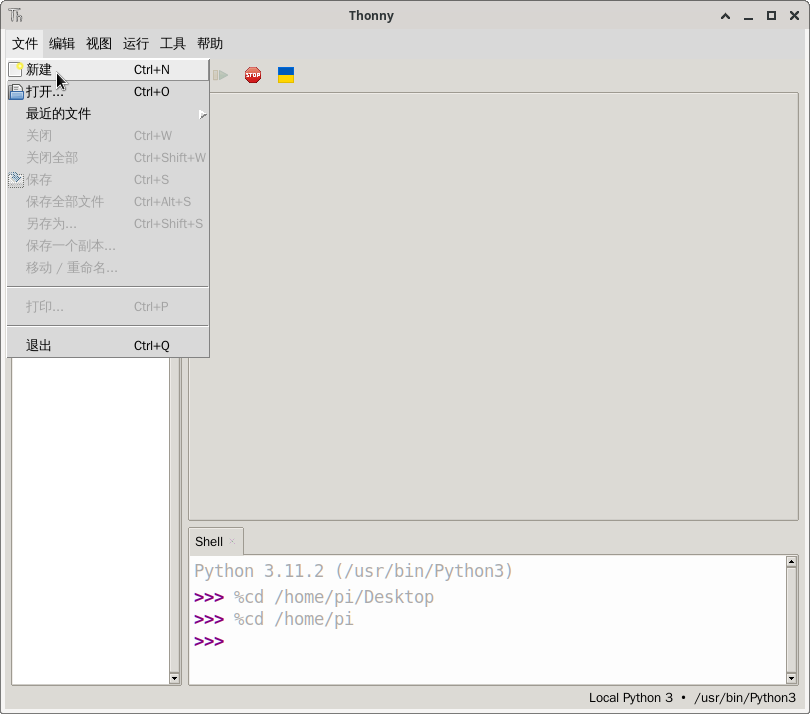 Th
Thonny
文件 编辑 视图 运行 工具 帮助
新建 Ctrl+N
打开... Ctrl+O
最近的文件
关闭 Ctrl+W
关闭全部 Ctrl+Shift+W
保存 Ctrl+S
保存全部文件 Ctrl+Alt+S
另存为... Ctrl+Shift+S
保存一个副本...
移动 / 重命名...
打印... Ctrl+P
退出 Ctrl+Q
STOP
Shell
Python 3.11.2 (/usr/bin/Python3)
>>> %cd /home/pi/Desktop
>>> %cd /home/pi
>>>
Local Python 3 • /usr/bin/Python3